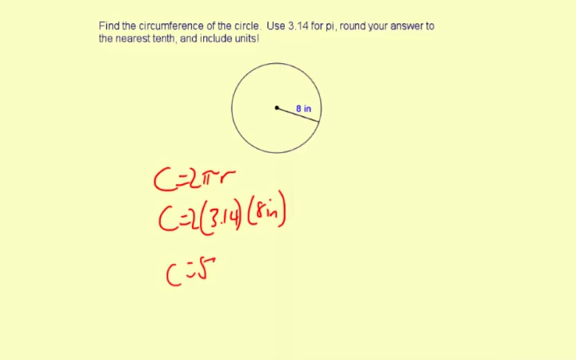 Find the circumference of the circle. Use 3.14 for pi, round your answer to
the nearest tenth, and include units!
8 in
C=2πr
C=2(3.14)(8in)
C=5